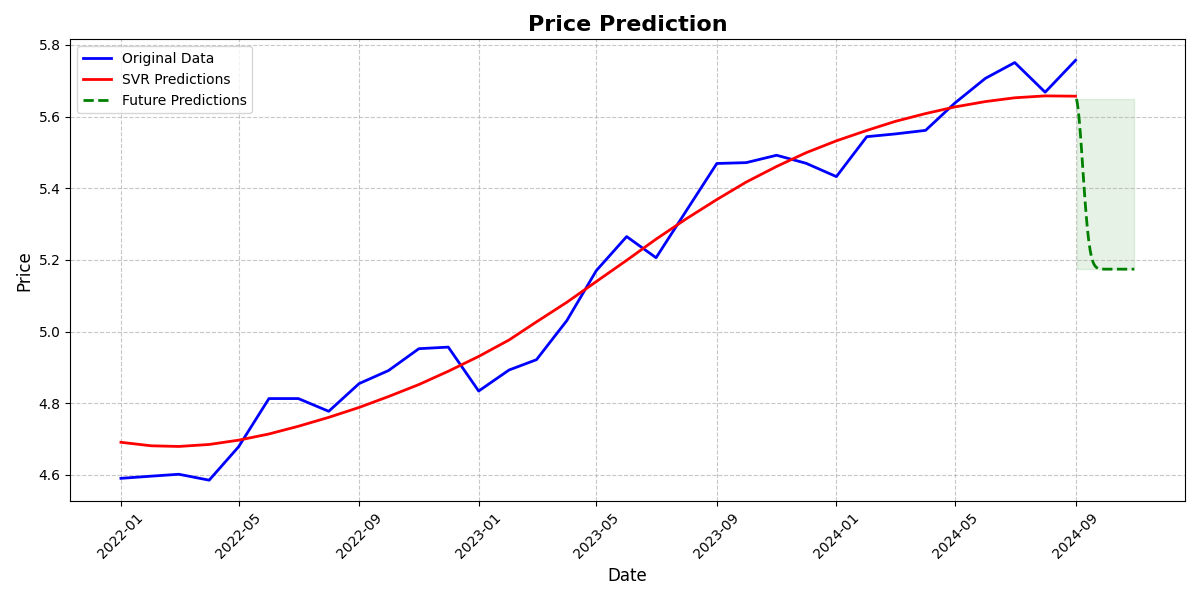 Price Prediction
Original Data
SVR Predictions
Future Predictions
Price
5.8
5.6
5.4
5.2
5.0
4.8
4.6
2022-01
2022-05
2022-09
2023-01
2023-05
2023-09
2024-01
2024-05
2024-09
Date